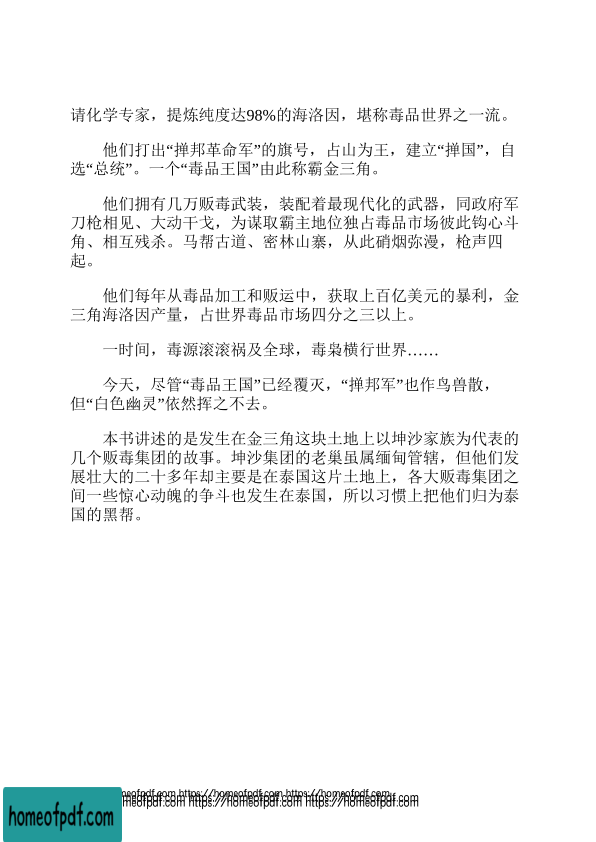 请化学专家，提炼纯度达98%的海洛因，堪称毒品世界之一流。
他们打出“掸邦革命军”的旗号，占山为王，建立“掸国”，自
选“总统”。一个“毒品王国”由此称霸金三角。
他们拥有几万贩毒武装，装配着最现代化的武器，同政府军
刀枪相见、大动干戈，为谋取霸主地位独占毒品市场彼此钩心斗
角、相互残杀。马帮古道、密林山寨，从此硝烟弥漫，枪声四
起。
他们每年从毒品加工和贩运中，获取上百亿美元的暴利，金
三角海洛因产量，占世界毒品市场四分之三以上。
一时间，毒源滚滚祸及全球，毒枭横行世界……
今天，尽管“毒品王国”已经覆灭，“掸邦军”也作鸟兽散，
但“白色幽灵”依然挥之不去。
本书讲述的是发生在金三角这块土地上以坤沙家族为代表的
几个贩毒集团的故事。坤沙集团的老巢虽属缅甸管辖，但他们发
展壮大的二十多年却主要是在泰国这片土地上，各大贩毒集团之
间一些惊心动魄的争斗也发生在泰国，所以习惯上把他们归为泰
国的黑帮。
meofpdf.com https://homeofpdf.com https://homeofpdf.com
meofpdf.com https://homeofpdf.com https://homeofpdf.com
homeofpdf.com